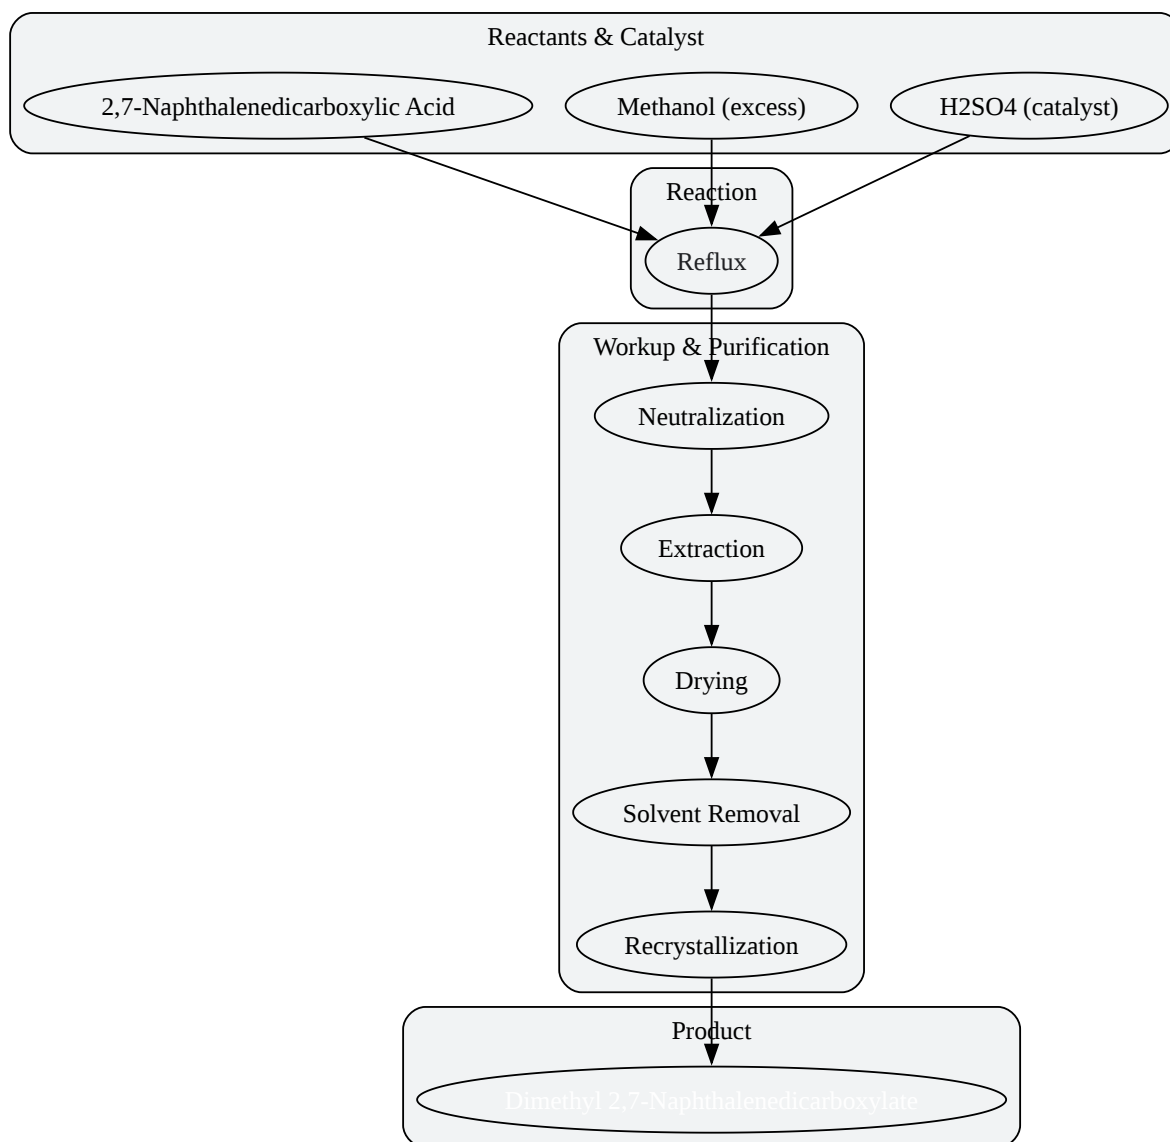 Reactants & Catalyst
2,7-Naphthalenedicarboxylic Acid
Methanol (excess)
H2SO4 (catalyst)
Reaction
Reflux
Workup & Purification
Neutralization
Extraction
Drying
Solvent Removal
Recrystallization
Product
Dimethyl 2,7-Naphthalenedicarboxylate